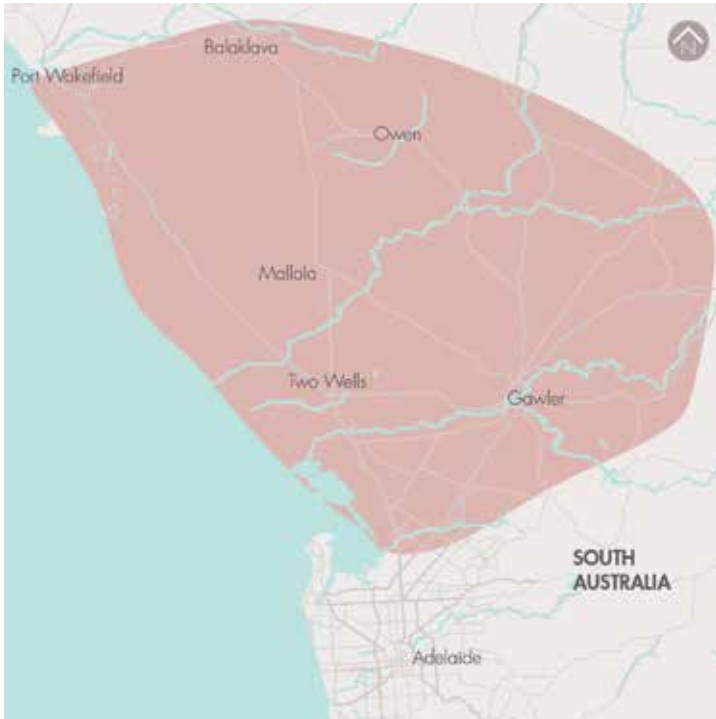 Balaklava
N
Port Wakefield
Owen
Mallala
Two Wells
Gawler
SOUTH
AUSTRALIA
Adelaide